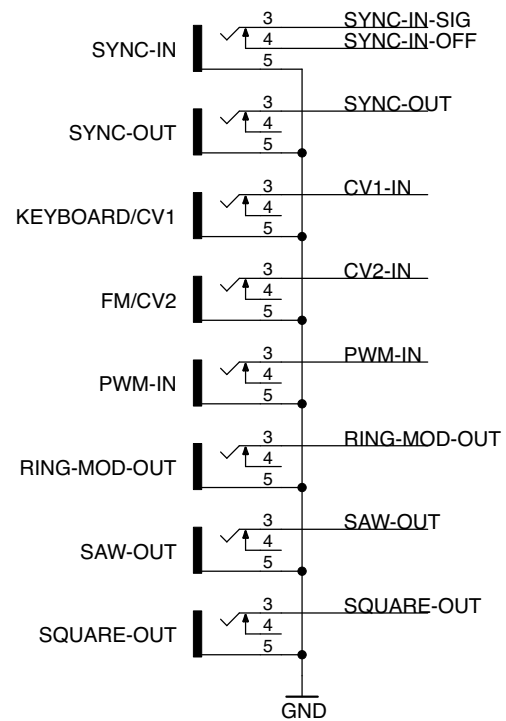 3 SYNC-IN-SIG
SYNC-IN 4 SYNC-IN-OFF
5
3 SYNC-OUT
SYNC-OUT 4
5
3 CV1-IN
KEYBOARD/CV1 4
5
3 CV2-IN
FM/CV2 4
5
3 PWM-IN
PWM-IN 4
5
3 RING-MOD-OUT
RING-MOD-OUT 4
5
3 SAW-OUT
SAW-OUT 4
5
3 SQUARE-OUT
SQUARE-OUT 4
5
GND